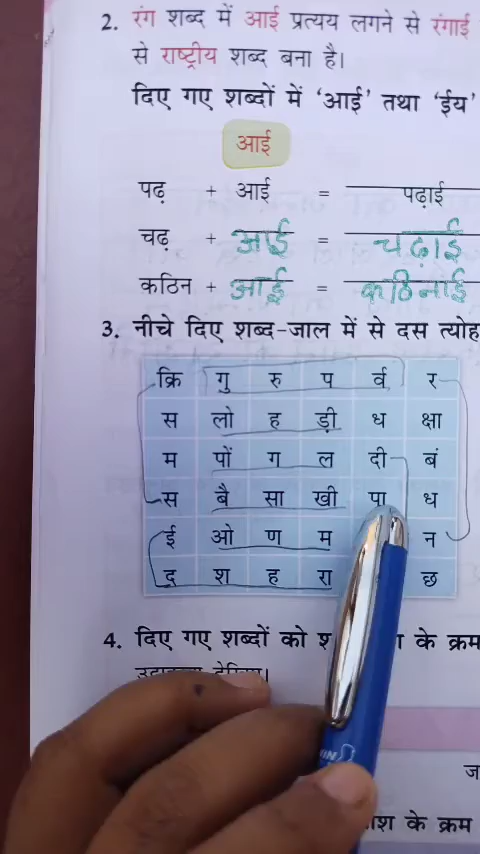 2. रंग शब्द में आई प्रत्यय लगने से रंगाई
से राष्ट्रीय शब्द बना है।
दिए गए शब्दों में ‘आई’ तथा ‘ईय’
आई
पढ़ + आई = पढ़ाई
चढ़ + आई = चढ़ाई
कठिन + आई = कठिनाई
3. नीचे दिए शब्द-जाल में से दस त्योह
क्रि गु रु प र्व र
स लो ह ड़ी ध क्षा
म पों ग ल दी बं
स बै सा खी पा ध
ई ओ ण म न
द श ह रा छ
4. दिए गए शब्दों को के क्रम
के क्रम